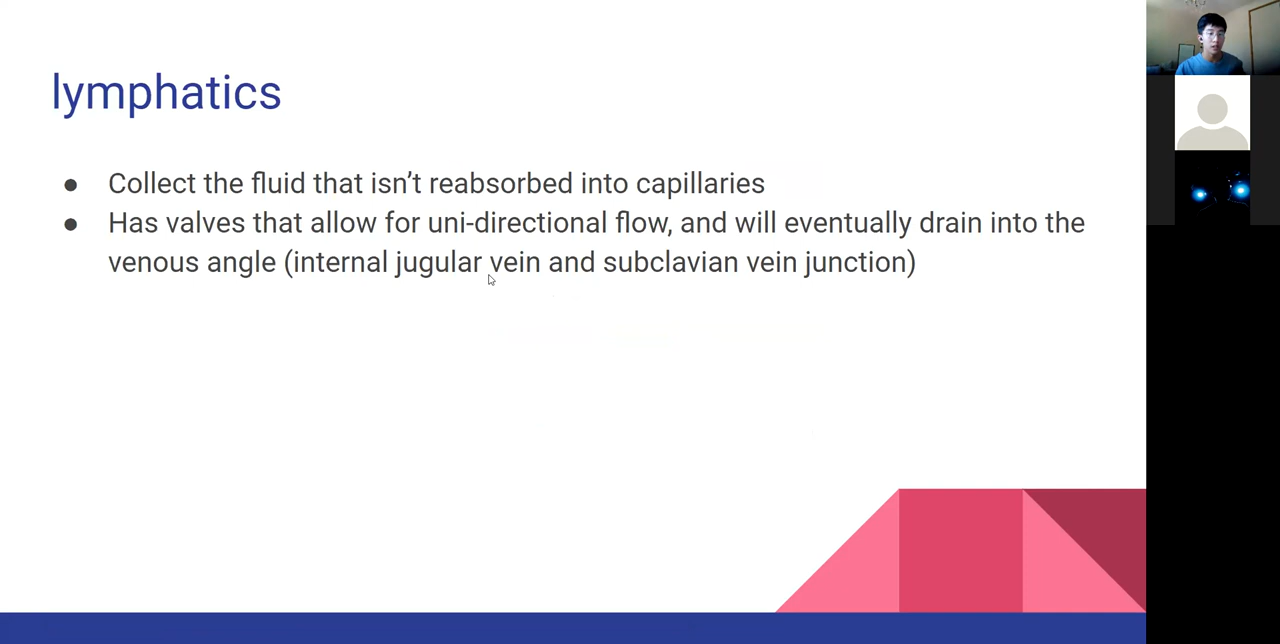 lymphatics
● Collect the fluid that isn’t reabsorbed into capillaries
● Has valves that allow for uni-directional flow, and will eventually drain into the
venous angle (internal jugular vein and subclavian vein junction)